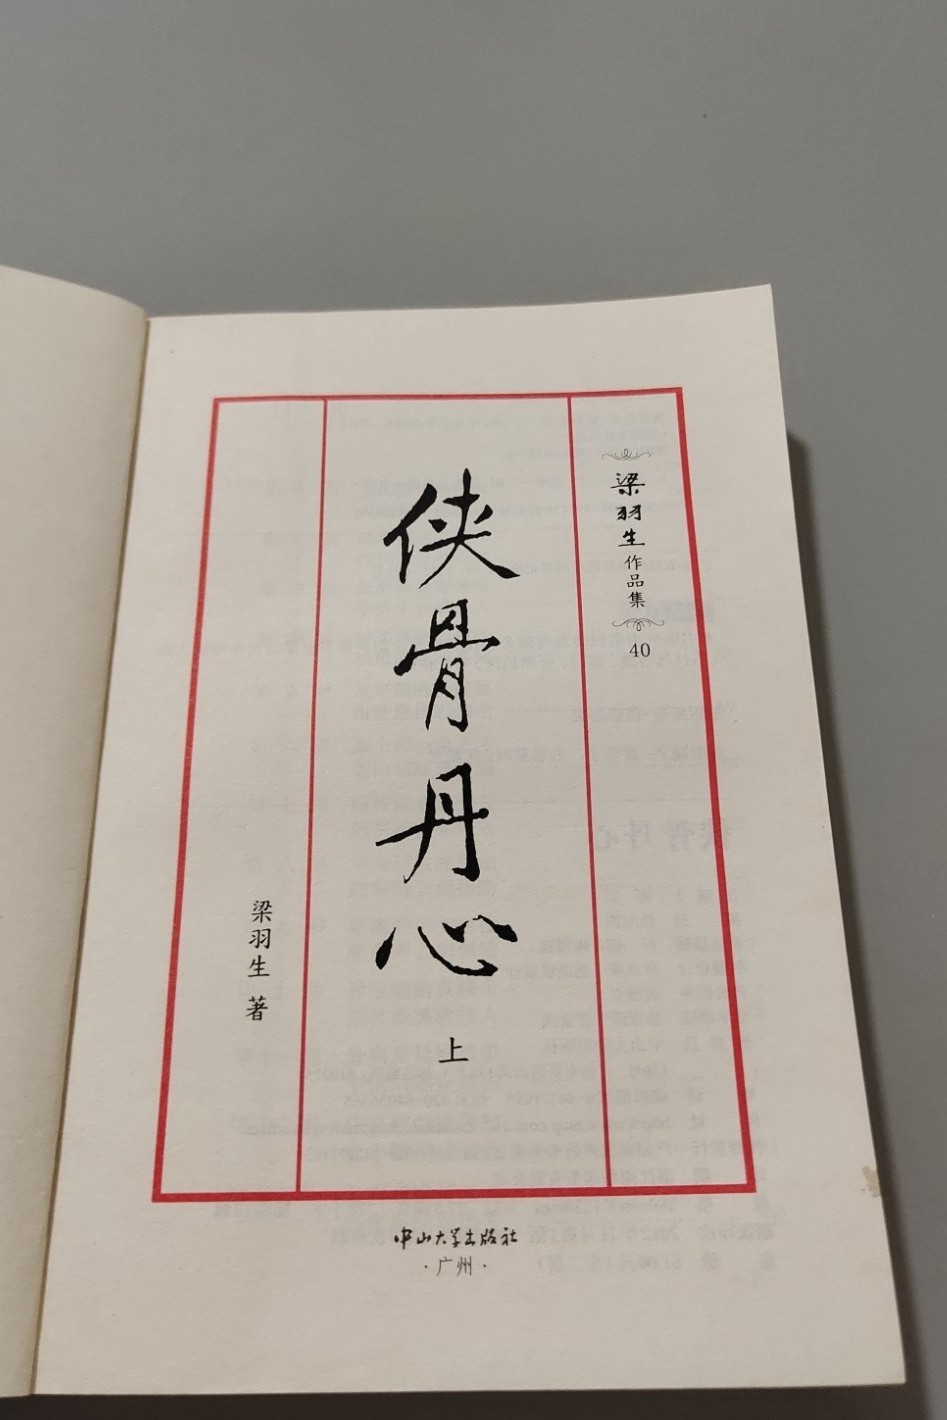 梁羽生作品集
40
侠骨丹心
上
梁羽生 著
中山大学出版社
·广州·